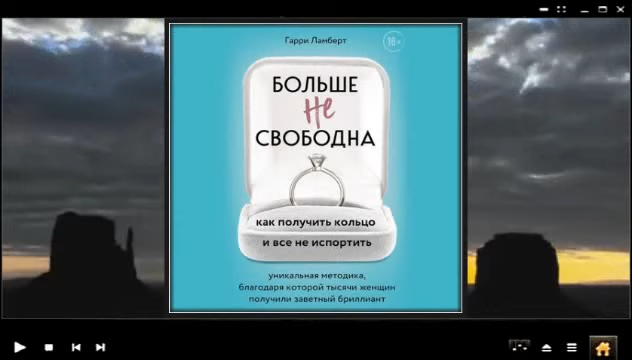 Гарри Ламберт
16+
БОЛЬШЕ
не
СВОБОДНА
как получить кольцо
и все не испортить
уникальная методика,
благодаря которой тысячи женщин
получили заветный бриллиант